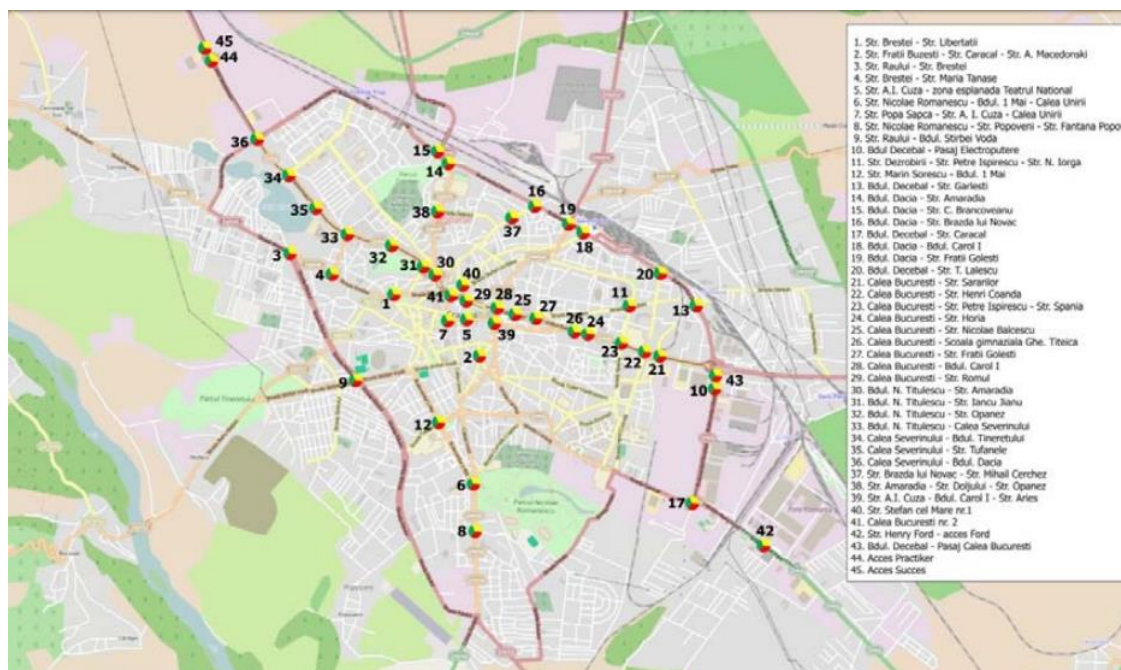 45
44
36
34
35
33
32
31
30
40
41
29
28
25
27
26
24
15
14
38
37
16
19
18
20
11
13
3
4
1
7
5
39
2
23
22
21
43
10
9
12
6
8
17
42
Parcul Nicolae
Romanescu
Parcul Tineretului
1. Str. Brestei - Str. Libertatii
2. Str. Fratii Buzesti - Str. Caracal - Str. A. Macedonski
3. Str. Raului - Str. Brestei
4. Str. Brestei - Str. Maria Tanase
5. Str. A.I. Cuza - zona esplanada Teatrul National
6. Str. Nicolae Romanescu - Bdul. 1 Mai - Calea Unirii
7. Str. Popa Sapca - Str. A. I. Cuza - Calea Unirii
8. Str. Nicolae Romanescu - Str. Popoveni - Str. Fantana Popo
9. Str. Raului - Bdul. Stirbei Voda
10. Bdul Decebal - Pasaj Electroputere
11. Str. Dezrobirii - Str. Petre Ispirescu - Str. N. Iorga
12. Str. Marin Sorescu - Bdul. 1 Mai
13. Bdul. Decebal - Str. Garlesti
14. Bdul. Dacia - Str. Amaradia
15. Bdul. Dacia - Str. C. Brancoveanu
16. Bdul. Dacia - Str. Brazda lui Novac
17. Bdul. Decebal - Str. Caracal
18. Bdul. Dacia - Bdul. Carol I
19. Bdul. Dacia - Str. Fratii Golesti
20. Bdul. Decebal - Str. T. Lalescu
21. Calea Bucuresti - Str. Sararilor
22. Calea Bucuresti - Str. Henri Coanda
23. Calea Bucuresti - Str. Petre Ispirescu - Str. Spania
24. Calea Bucuresti - Str. Horia
25. Calea Bucuresti - Str. Nicolae Balcescu
26. Calea Bucuresti - Scoala gimnaziala Ghe. Titeica
27. Calea Bucuresti - Str. Fratii Golesti
28. Calea Bucuresti - Bdul. Carol I
29. Calea Bucuresti - Str. Romul
30. Bdul. N. Titulescu - Str. Amaradia
31. Bdul. N. Titulescu - Str. Iancu Jianu
32. Bdul. N. Titulescu - Str. Opanez
33. Bdul. N. Titulescu - Calea Severinului
34. Calea Severinului - Bdul. Tineretului
35. Calea Severinului - Str. Tufanele
36. Calea Severinului - Bdul. Dacia
37. Str. Brazda lui Novac - Str. Mihail Cerchez
38. Str. Amaradia - Str. Doljului - Str. Opanez
39. Str. A.I. Cuza - Bdul. Carol I - Str. Aries
40. Str. Stefan cel Mare nr.1
41. Calea Bucuresti nr. 2
42. Str. Henry Ford - acces Ford
43. Bdul. Decebal - Pasaj Calea Bucuresti
44. Acces Practiker
45. Acces Succes